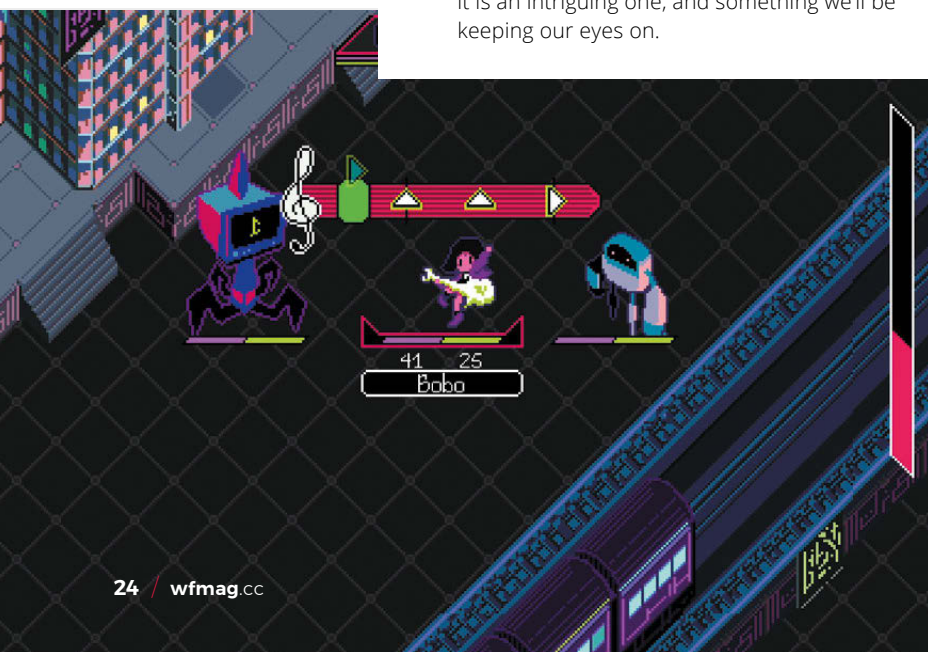 it is an intriguing one, and something we'll be
keeping our eyes on.
41 25
Bobo
24 / wfmag.cc